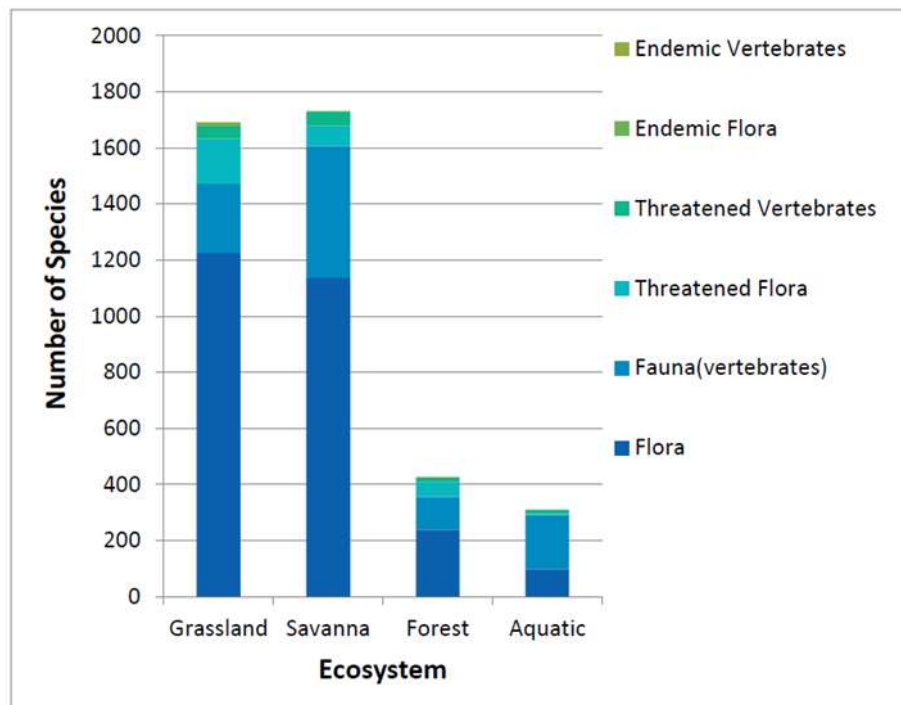 2000
1800
1600
1400
1200
1000
800
600
400
200
0
Number of Species
Grassland
Savanna
Forest
Aquatic
Ecosystem
Endemic Vertebrates
Endemic Flora
Threatened Vertebrates
Threatened Flora
Fauna(vertebrates)
Flora